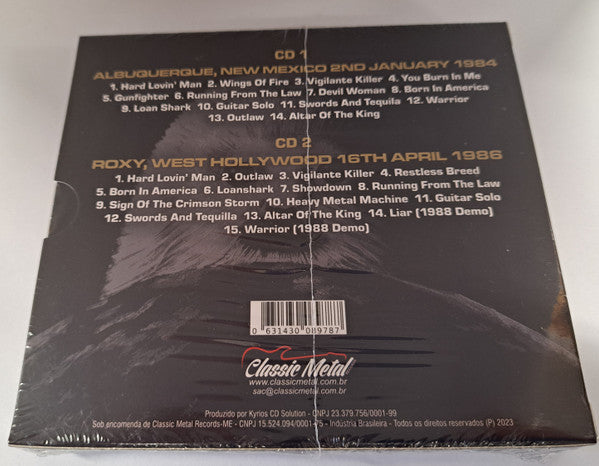 CD 1
ALBUQUERQUE, NEW MEXICO 2ND JANUARY 1984
1. Hard Lovin' Man 2. Wings Of Fire 3. Vigilante Killer 4. You Burn In Me
5. Gunfighter 6. Running From The Law 7. Devil Woman 8. Born In America
9. Loan Shark 10. Guitar Solo 11. Swords And Tequila 12. Warrior
13. Outlaw 14. Altar Of The King
CD 2
ROXY, WEST HOLLYWOOD 16TH APRIL 1986
1. Hard Lovin' Man 2. Outlaw 3. Vigilante Killer 4. Restless Breed
5. Born In America 6. Loanshark 7. Showdown 8. Running From The Law
9. Sign Of The Crimson Storm 10. Heavy Metal Machine 11. Guitar Solo
12. Swords And Tequilla 13. Altar Of The King 14. Liar (1988 Demo)
15. Warrior (1988 Demo)
0 631430 089787
Classic Metal
www.classicmetal.com.br
sac@classicmetal.com.br
Produzido por Kyrios CD Solution - CNPJ 23.379.756/0001-99
Sob encomenda de Classic Metal Records-ME - CNPJ 15.524.094/0001-75 - Indústria Brasileira - Todos os direitos reservados (P) 2023